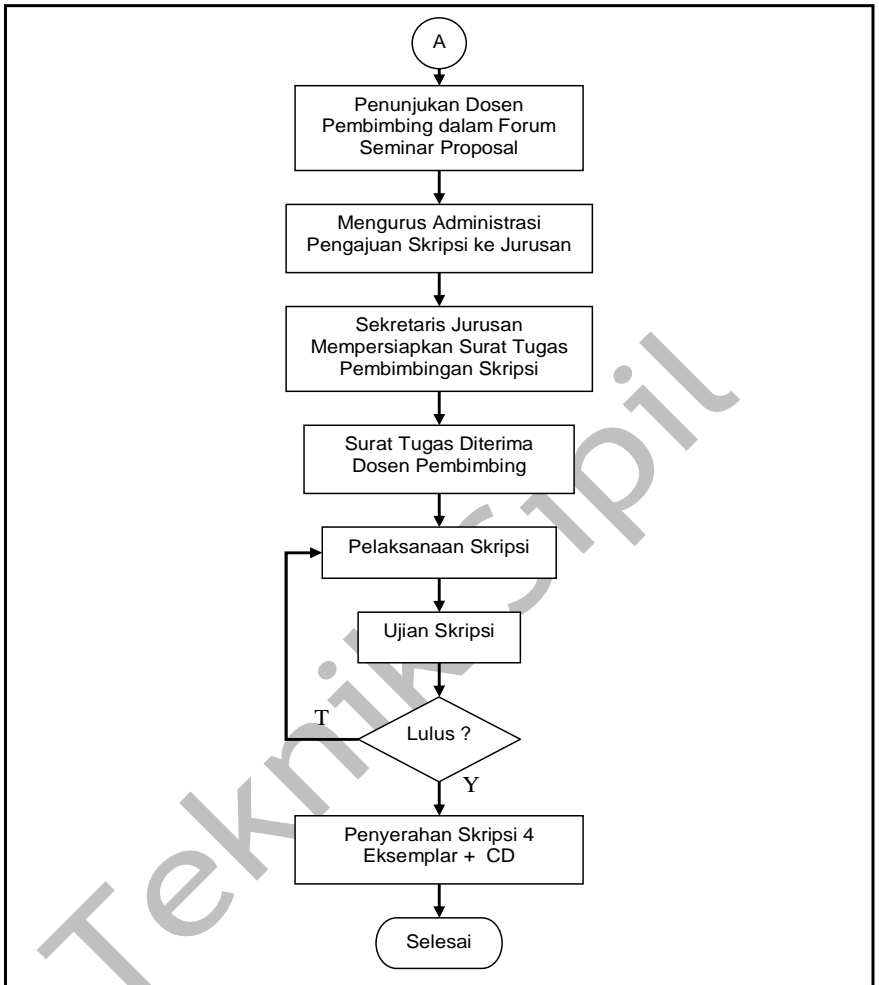 A
Penunjukan Dosen
Pembimbing dalam Forum
Seminar Proposal
Mengurus Administrasi
Pengajuan Skripsi ke Jurusan
Sekretaris Jurusan
Mempersiapkan Surat Tugas
Pembimbingan Skripsi
Surat Tugas Diterima
Dosen Pembimbing
Pelaksanaan Skripsi
Ujian Skripsi
T
Lulus ?
Y
Penyerahan Skripsi 4
Eksemplar + CD
Selesai
Teknik Sipil